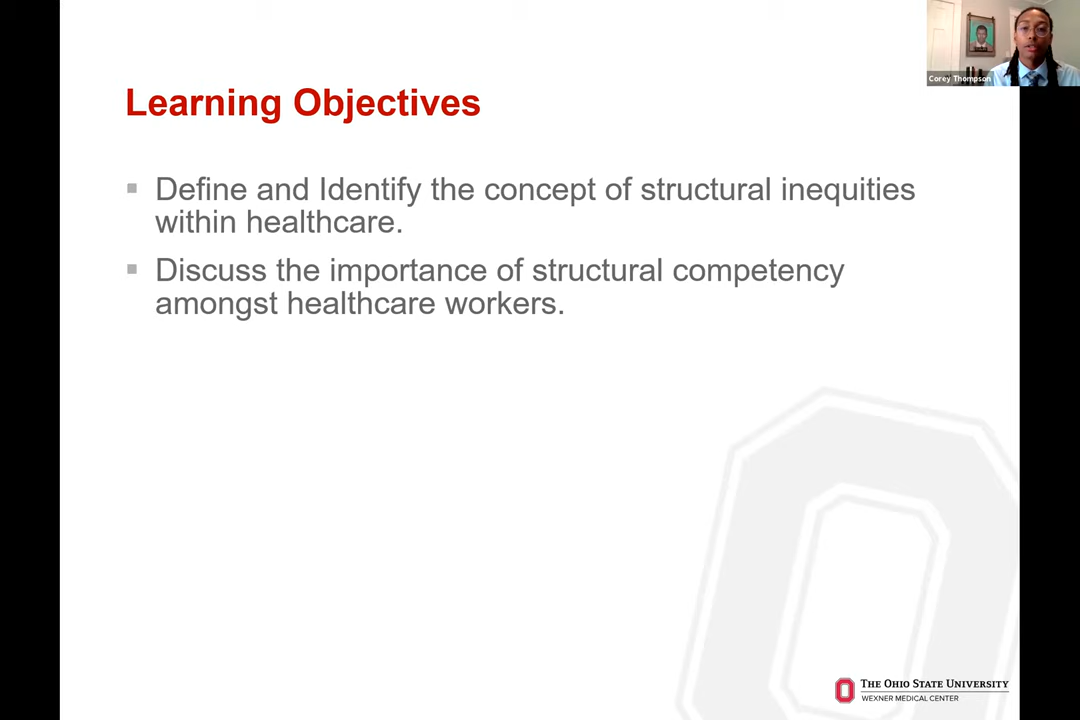 Corey Thompson
Learning Objectives
Define and Identify the concept of structural inequities
within healthcare.
Discuss the importance of structural competency
amongst healthcare workers.
THE OHIO STATE UNIVERSITY
WEXNER MEDICAL CENTER